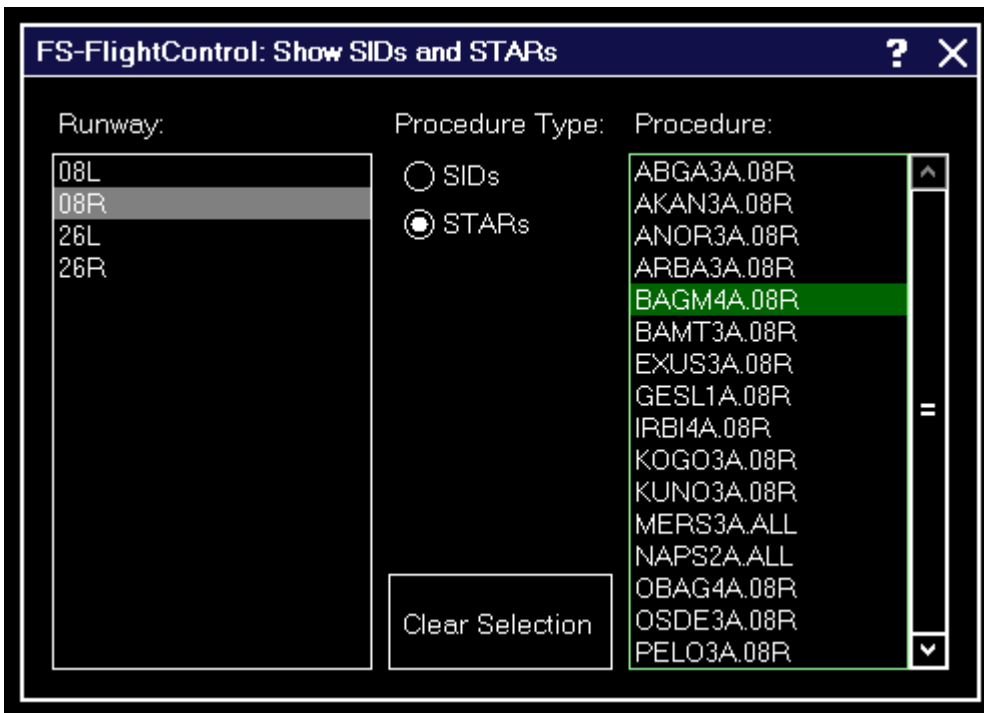 FS-FlightControl: Show SIDs and STARs ? X
Runway:
08L
08R
26L
26R
Procedure Type:
SIDs
STARs
Clear Selection
Procedure:
ABGA3A.08R
AKAN3A.08R
ANOR3A.08R
ARBA3A.08R
BAGM4A.08R
BAMT3A.08R
EXUS3A.08R
GESL1A.08R
IRBI4A.08R
KOGO3A.08R
KUNO3A.08R
MERS3A.ALL
NAPS2A.ALL
OBAG4A.08R
OSDE3A.08R
PELO3A.08R